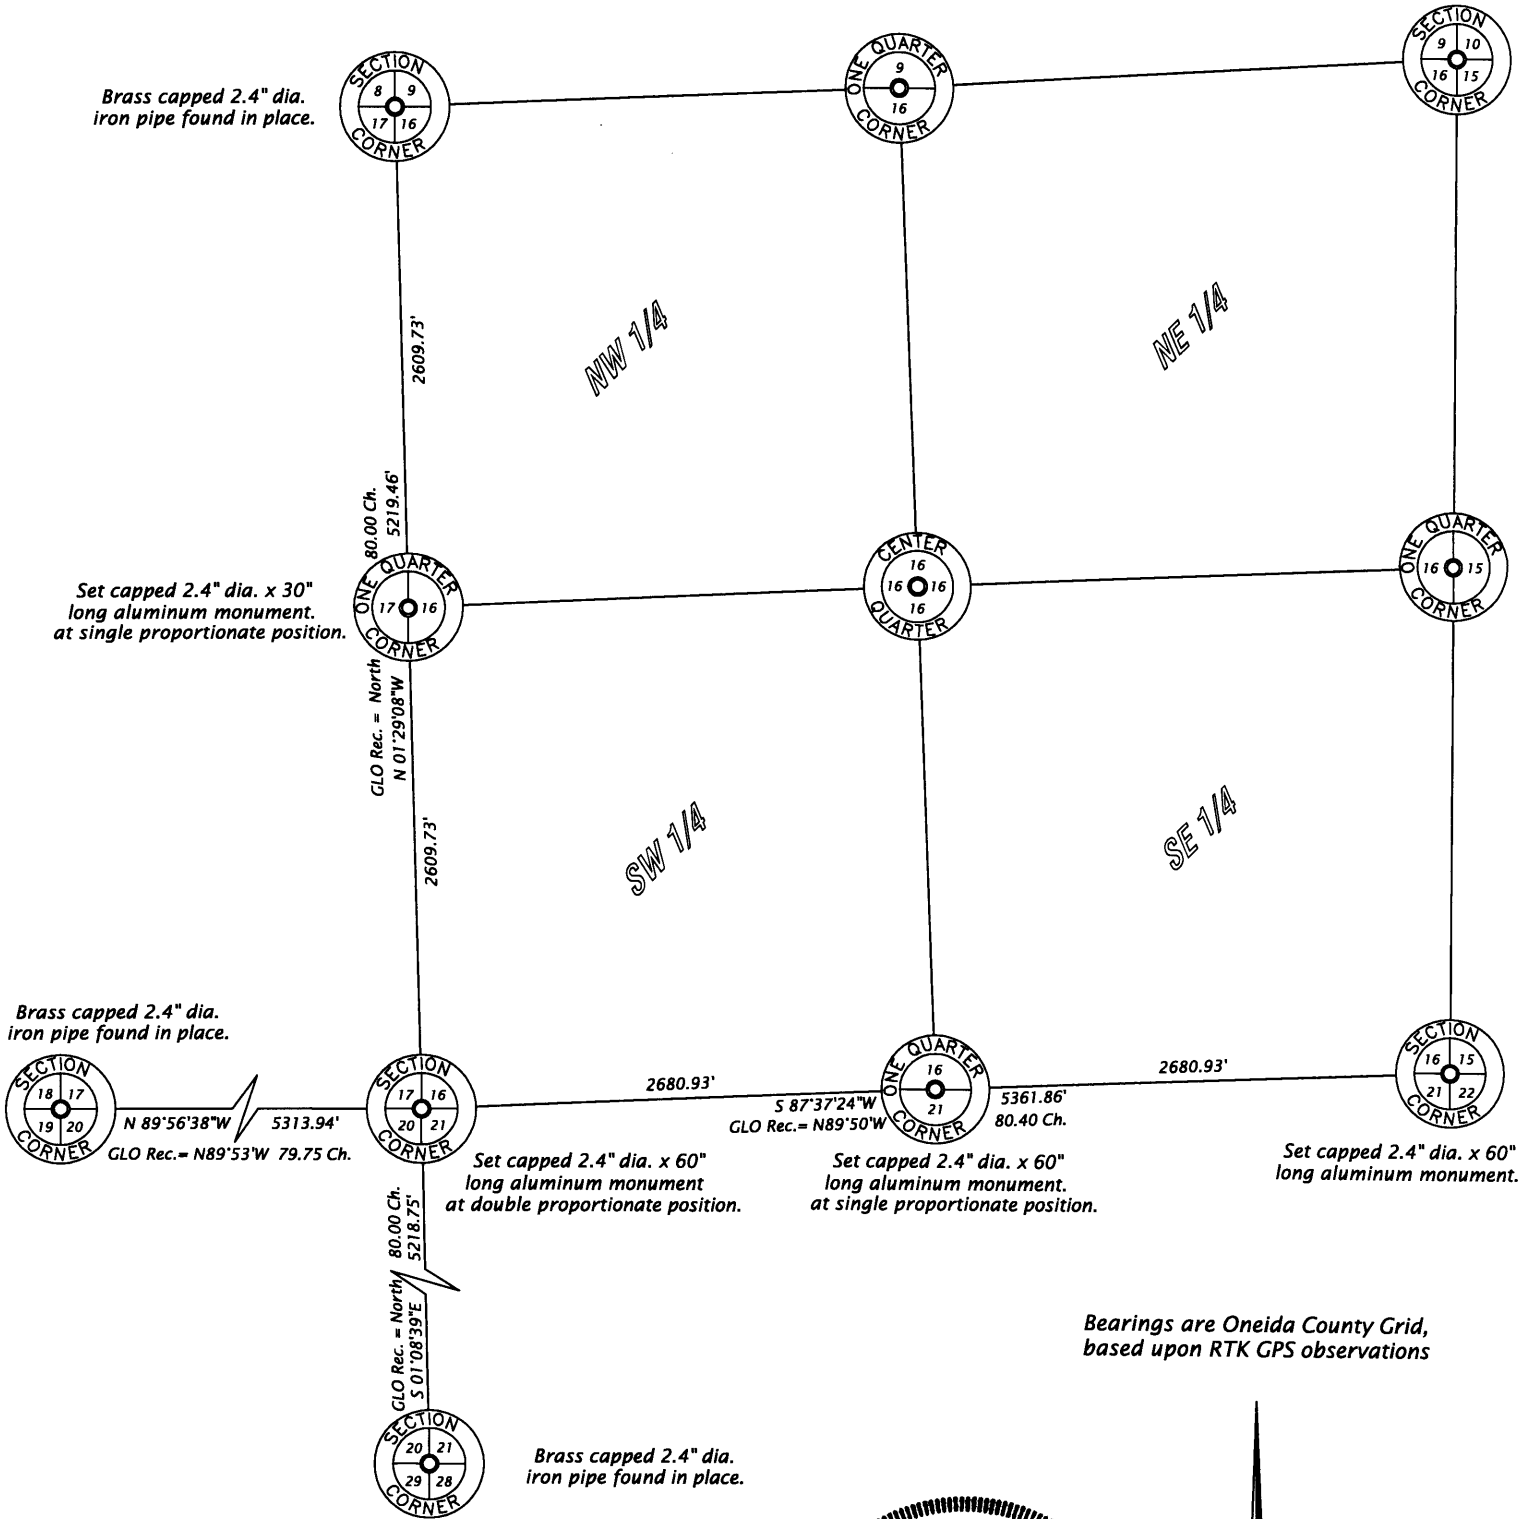 SECTION
8 9
17 16
CORNER
Brass capped 2.4" dia.
iron pipe found in place.
ONE QUARTER
9
16
CORNER
SECTION
9 10
16 15
CORNER
2609.73'
NW 1/4
NE 1/4
80.00 Ch.
5219.46'
Set capped 2.4" dia. x 30"
long aluminum monument.
at single proportionate position.
ONE QUARTER
17 16
CORNER
CENTER
16
16 16
16
QUARTER
ONE QUARTER
16 15
CORNER
GLO Rec. = North
N 01°29'08"W
2609.73'
SW 1/4
SE 1/4
Brass capped 2.4" dia.
iron pipe found in place.
SECTION
18 17
19 20
CORNER
N 89°56'38"W 5313.94'
GLO Rec.= N89°53'W 79.75 Ch.
SECTION
17 16
20 21
CORNER
Set capped 2.4" dia. x 60"
long aluminum monument
at double proportionate position.
2680.93'
S 87°37'24"W
GLO Rec.= N89°50'W
ONE QUARTER
16
21
CORNER
5361.86'
80.40 Ch.
2680.93'
Set capped 2.4" dia. x 60"
long aluminum monument.
at single proportionate position.
SECTION
16 15
21 22
CORNER
Set capped 2.4" dia. x 60"
long aluminum monument.
80.00 Ch.
5218.75'
GLO Rec. = North
S 01°08'39"E
SECTION
20 21
29 28
CORNER
Brass capped 2.4" dia.
iron pipe found in place.
Bearings are Oneida County Grid,
based upon RTK GPS observations